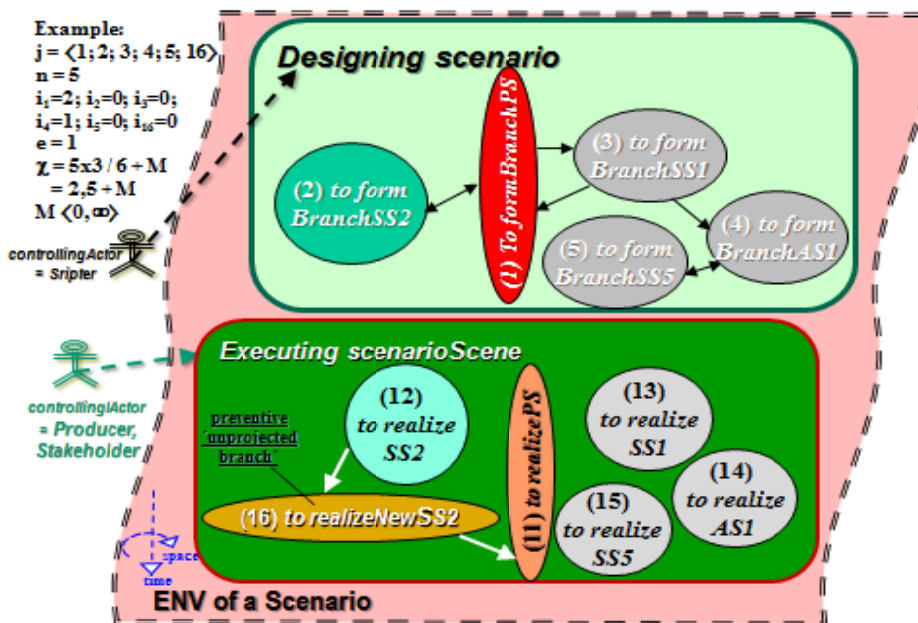 Example:
j = ⟨1; 2; 3, 4; 5; 16⟩
n = 5
i₁=2; i₂=0; i₃=0;
i₄=1; i₅=0; i₁₆=0
e = 1
χ = 5x3 / 6 + M
= 2,5 + M
M ⟨0, ∞⟩
controllingActor
= Sripter
Designing scenario
(1) To formBranchPS
(2) to form
BranchSS2
(3) to form
BranchSS1
(4) to form
BranchAS1
(5) to form
BranchSS5
controllinglActor
= Producer,
Stakeholder
Executing scenarioScene
preventive
'unprojected
branch'
(12)
to realize
SS2
(16) to realizeNewSS2
(11) to realizePS
(13)
to realize
SS1
(14)
to realize
AS1
(15)
to realize
SS5
space
time
ENV of a Scenario